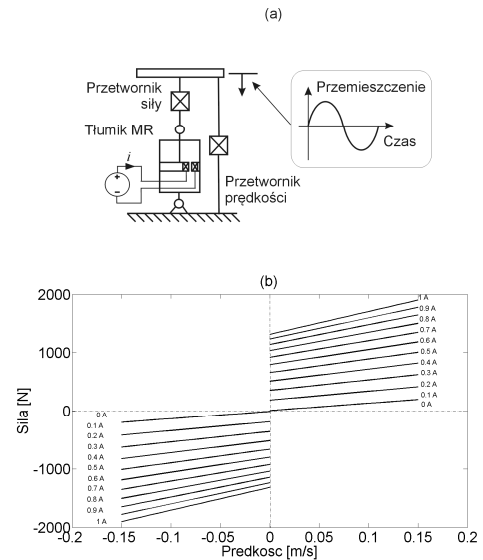 (a)
Przetwornik
siły
Przemieszczenie
Tłumik MR
Czas
i
+
−
Przetwornik
prędkości
(b)
2000
1000
0
-1000
-2000
Sila [N]
1 A
0.9 A
0.8 A
0.7 A
0.6 A
0.5 A
0.4 A
0.3 A
0.2 A
0.1 A
0 A
0 A
0.1 A
0.2 A
0.3 A
0.4 A
0.5 A
0.6 A
0.7 A
0.8 A
0.9 A
1 A
-0.2 -0.15 -0.1 -0.05 0 0.05 0.1 0.15 0.2
Predkosc [m/s]